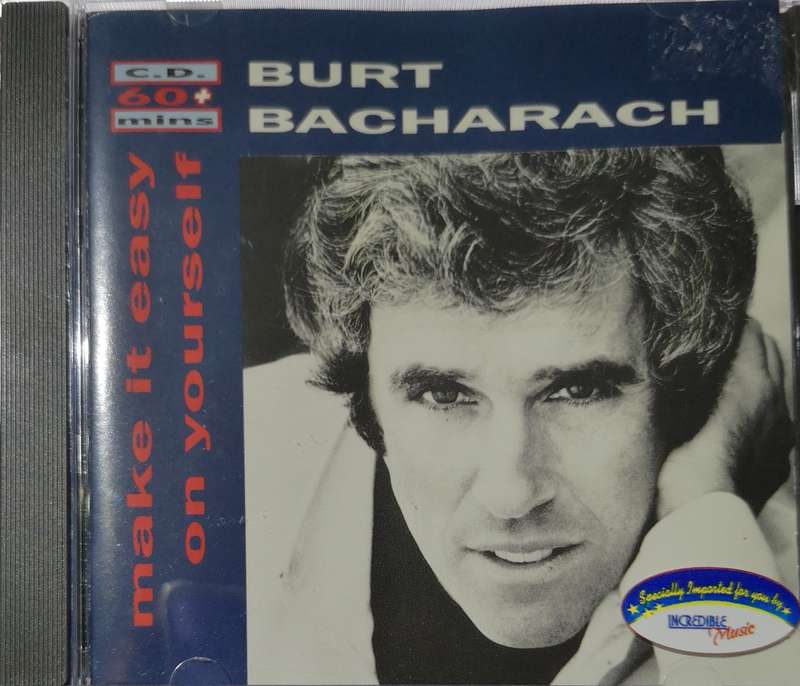 C.D.
60+
mins
BURT
BACHARACH
make it easy
on yourself
Specially Imported for you by
INCREDIBLE
Music